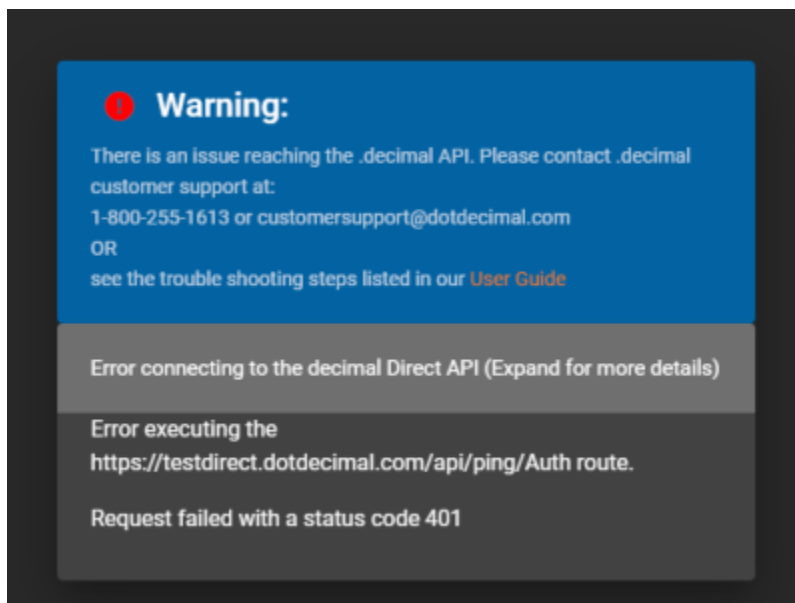 Warning:
There is an issue reaching the .decimal API. Please contact .decimal
customer support at:
1-800-255-1613 or customersupport@dotdecimal.com
OR
see the trouble shooting steps listed in our User Guide
Error connecting to the decimal Direct API (Expand for more details)
Error executing the
https://testdirect.dotdecimal.com/api/ping/Auth route.
Request failed with a status code 401